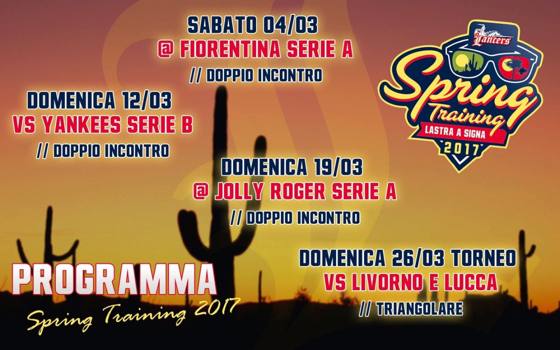 SABATO 04/03
@ FIORENTINA SERIE A
// DOPPIO INCONTRO
Lancers
Spring
Training
LASTRA A SIGNA
2017
DOMENICA 12/03
VS YANKEES SERIE B
// DOPPIO INCONTRO
DOMENICA 19/03
@ JOLLY ROGER SERIE A
// DOPPIO INCONTRO
DOMENICA 26/03 TORNEO
VS LIVORNO E LUCCA
// TRIANGOLARE
PROGRAMMA
Spring Training 2017